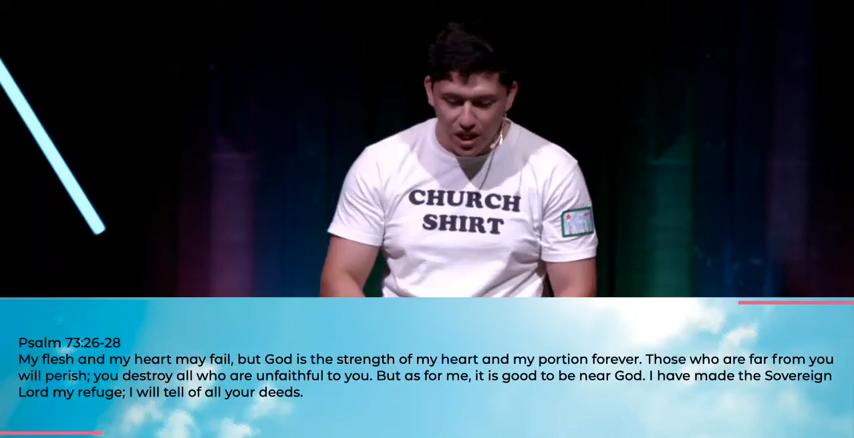 CHURCH
SHIRT
Psalm 73:26-28
My flesh and my heart may fail, but God is the strength of my heart and my portion forever. Those who are far from you
will perish; you destroy all who are unfaithful to you. But as for me, it is good to be near God. I have made the Sovereign
Lord my refuge; I will tell of all your deeds.